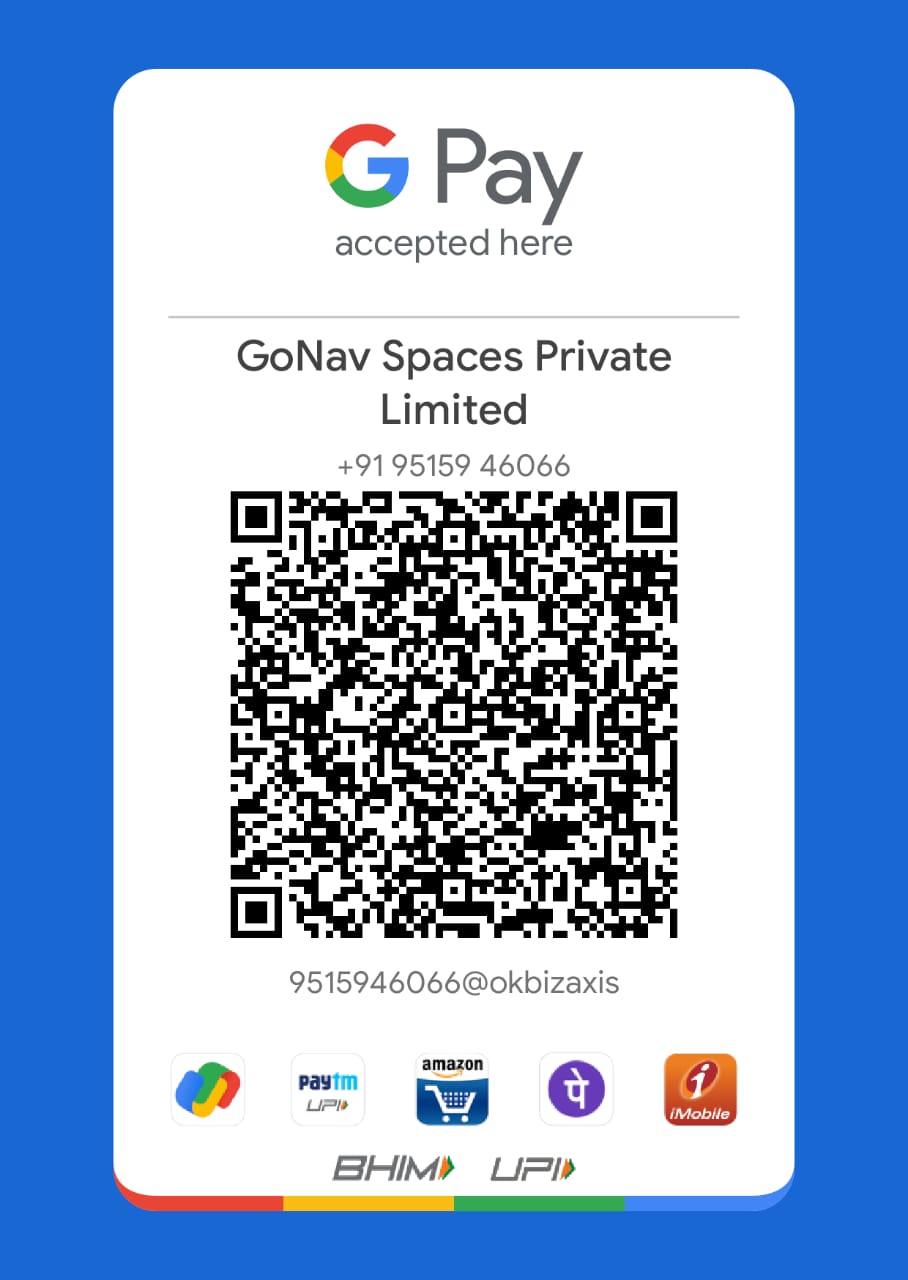 G Pay
accepted here
GoNav Spaces Private
Limited
+91 95159 46066
9515946066@okbizaxis
paytm
UPI
amazon
पे
i
iMobile
BHIM UPI